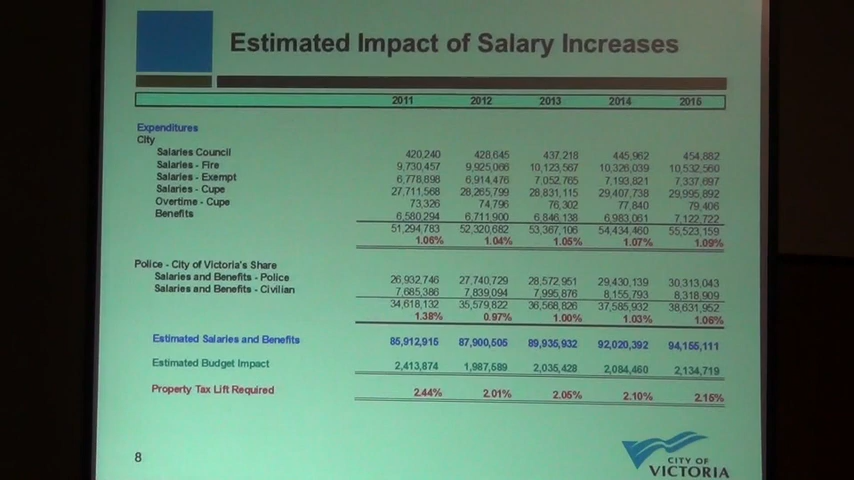 Estimated Impact of Salary Increases
2011 2012 2013 2014 2015
Expenditures
City
Salaries Council 420,240 428,645 437,218 445,962 454,882
Salaries - Fire 9,730,457 9,925,066 10,123,567 10,326,039 10,532,560
Salaries - Exempt 6,778,898 6,914,476 7,052,765 7,193,821 7,337,697
Salaries - Cupe 27,711,568 28,265,799 28,831,115 29,407,738 29,995,892
Overtime - Cupe 73,326 74,796 76,302 77,840 79,406
Benefits 6,580,294 6,711,900 6,846,138 6,983,061 7,122,722
51,294,783 52,320,682 53,367,106 54,434,460 55,523,159
1.06% 1.04% 1.05% 1.07% 1.09%
Police - City of Victoria's Share
Salaries and Benefits - Police 26,932,746 27,740,729 28,572,951 29,430,139 30,313,043
Salaries and Benefits - Civilian 7,685,386 7,839,094 7,995,876 8,155,793 8,318,909
34,618,132 35,579,822 36,568,826 37,585,932 38,631,952
1.38% 0.97% 1.00% 1.03% 1.06%
Estimated Salaries and Benefits 85,912,915 87,900,505 89,935,932 92,020,392 94,155,111
Estimated Budget Impact 2,413,874 1,987,589 2,035,428 2,084,460 2,134,719
Property Tax Lift Required 2.44% 2.01% 2.05% 2.10% 2.15%
8
CITY OF
VICTORIA